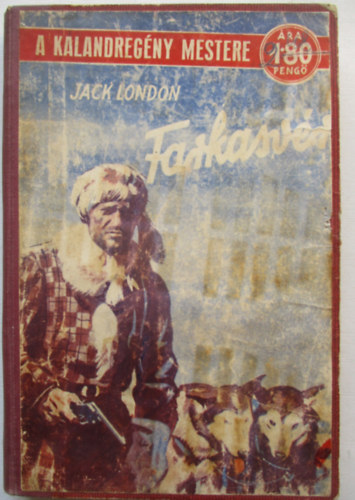 A KALANDREGÉNY MESTERE
ÁRA
1·80
PENGŐ
JACK LONDON
Farkasvér